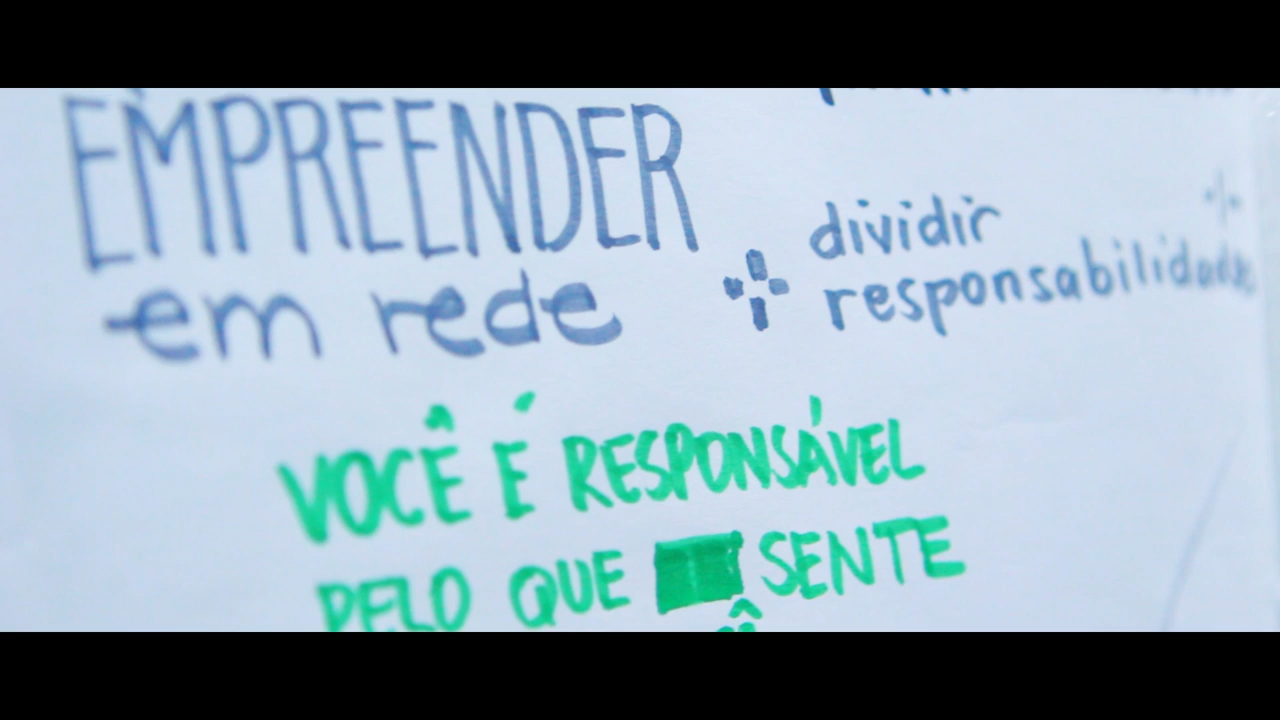 EMPREENDER
em rede
dividir
responsabilidades
VOCÊ É RESPONSÁVEL
PELO QUE SENTE